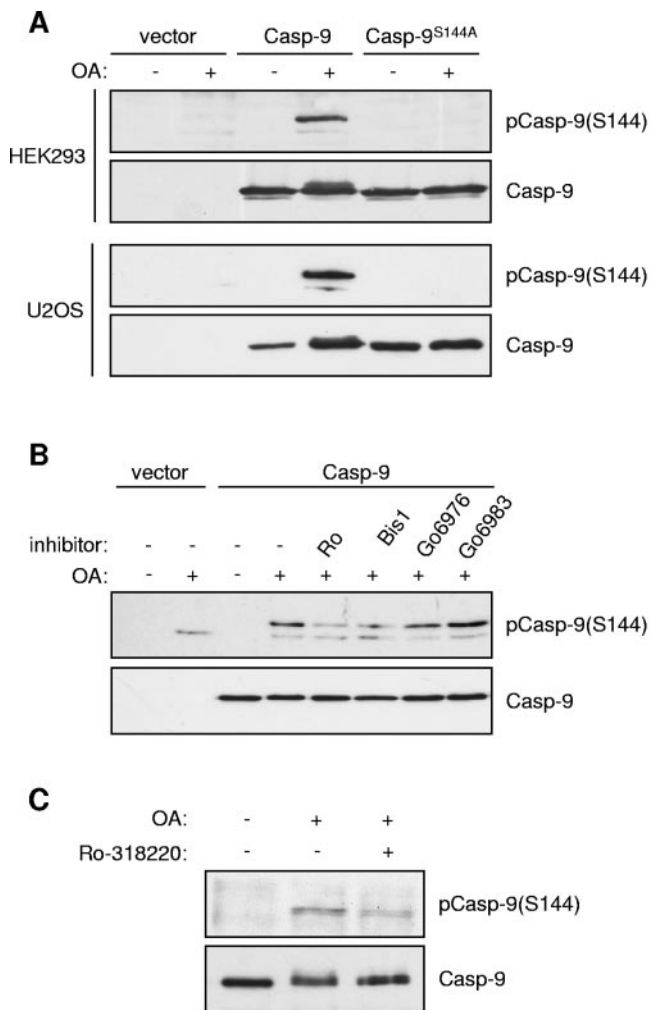 A
vector Casp-9 Casp-9S144A
OA: - + - + - +
HEK293
pCasp-9(S144)
Casp-9
U2OS
pCasp-9(S144)
Casp-9
B
vector Casp-9
inhibitor: - - - - Ro Bis1 Go6976 Go6983
OA: - + - + + + + +
pCasp-9(S144)
Casp-9
C
OA: - + +
Ro-318220: - - +
pCasp-9(S144)
Casp-9